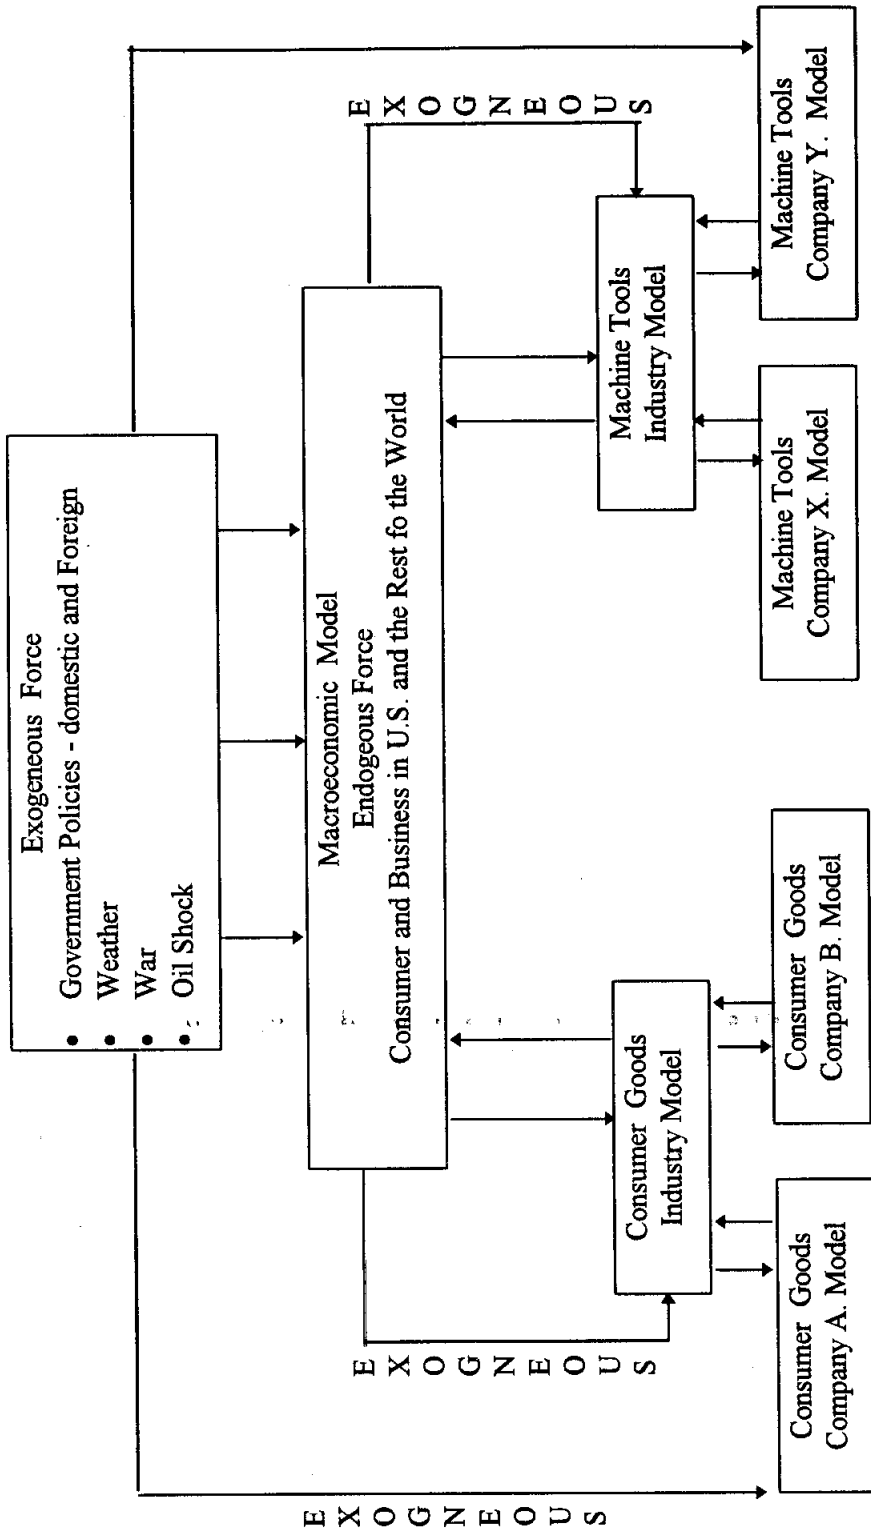 Exogeneous Force
• Government Policies - domestic and Foreign
• Weather
• War
• Oil Shock
Macroeconomic Model
Endogeous Force
Consumer and Business in U.S. and the Rest fo the World
EXOGNEOUS
EXOGNEOUS
EXOGNEOUS
Consumer Goods
Industry Model
Machine Tools
Industry Model
Consumer Goods
Company A. Model
Consumer Goods
Company B. Model
Machine Tools
Company X. Model
Machine Tools
Company Y. Model